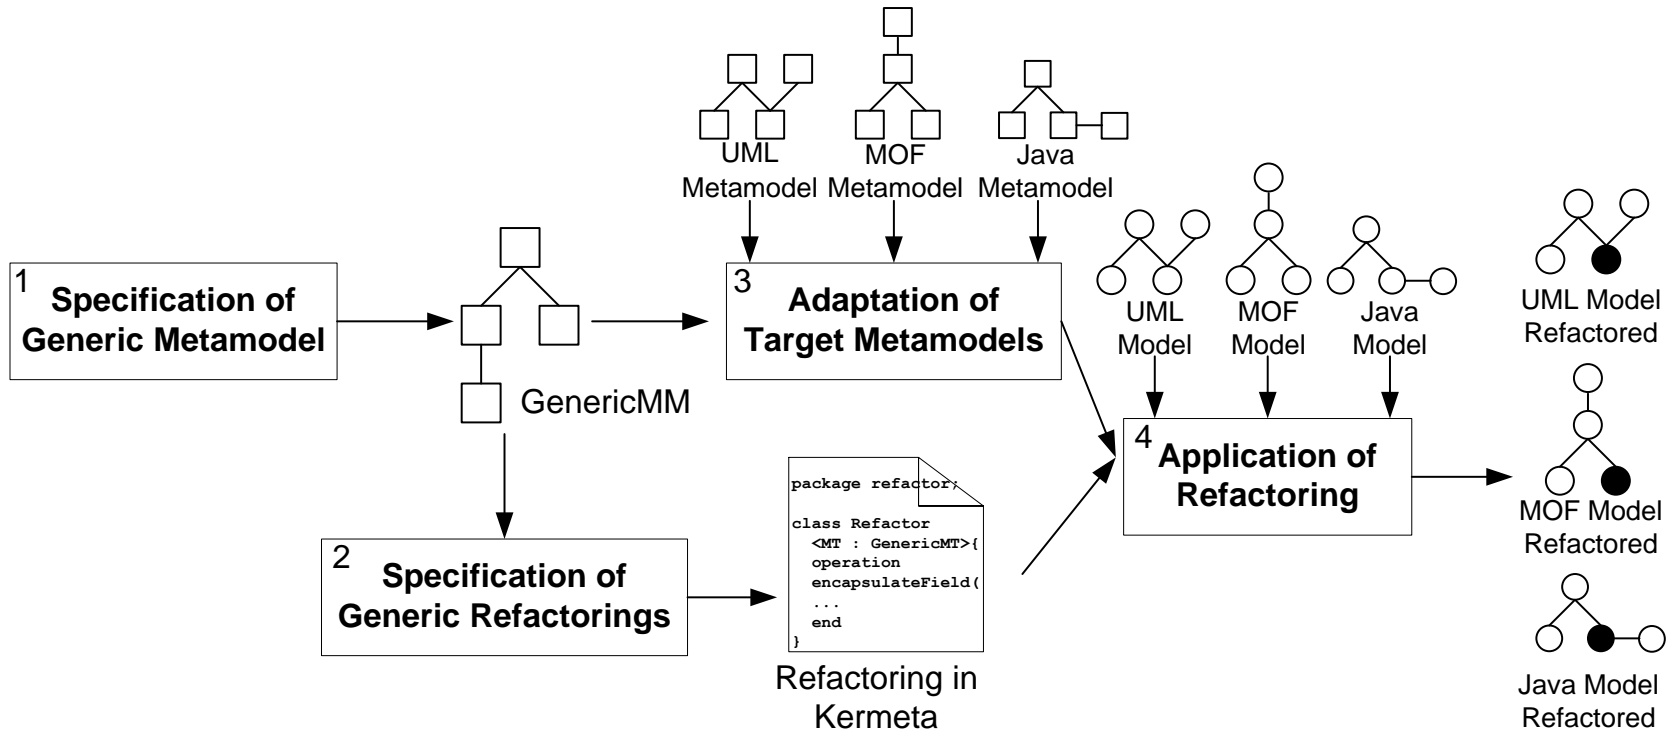 UML
Metamodel
MOF
Metamodel
Java
Metamodel
1
Specification of
Generic Metamodel
GenericMM
3
Adaptation of
Target Metamodels
UML
Model
MOF
Model
Java
Model
2
Specification of
Generic Refactorings
package refactor;
class Refactor
<MT : GenericMT>{
operation
encapsulateField(
...
end
}
Refactoring in
Kermeta
4
Application of
Refactoring
UML Model
Refactored
MOF Model
Refactored
Java Model
Refactored